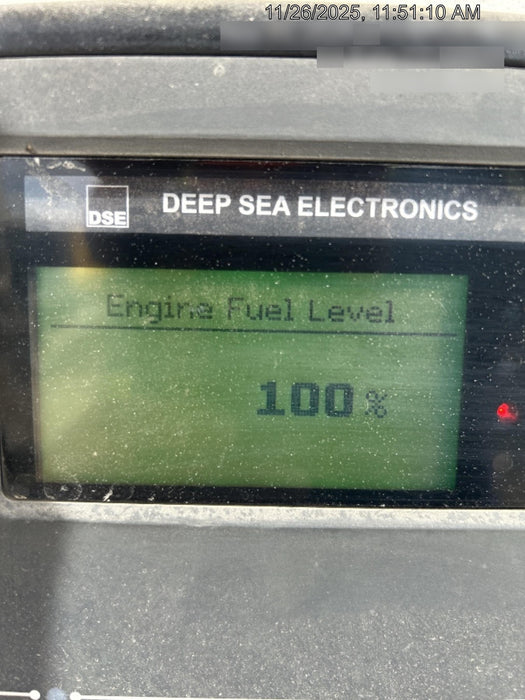 11/26/2025, 11:51:10 AM
DSE
DEEP SEA ELECTRONICS
Engine Fuel Level
100 %